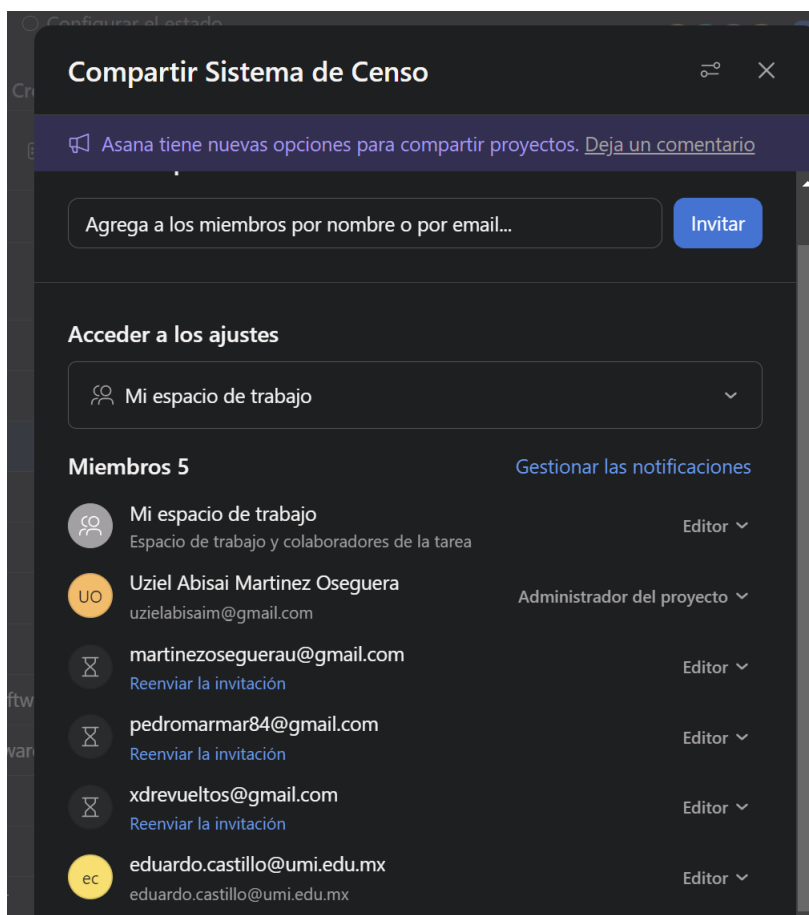 Configurar el estado
Compartir Sistema de Censo
Cre
Asana tiene nuevas opciones para compartir proyectos. Deja un comentario
Agrega a los miembros por nombre o por email...
Invitar
Acceder a los ajustes
Mi espacio de trabajo
Miembros 5
Gestionar las notificaciones
Mi espacio de trabajo
Espacio de trabajo y colaboradores de la tarea
Editor
UO
Uziel Abisai Martinez Oseguera
uzielabisaim@gmail.com
Administrador del proyecto
martinezoseguerau@gmail.com
Reenviar la invitación
Editor
ftw
pedromarmar84@gmail.com
Reenviar la invitación
Editor
war
xdrevueltos@gmail.com
Reenviar la invitación
Editor
ec
eduardo.castillo@umi.edu.mx
eduardo.castillo@umi.edu.mx
Editor